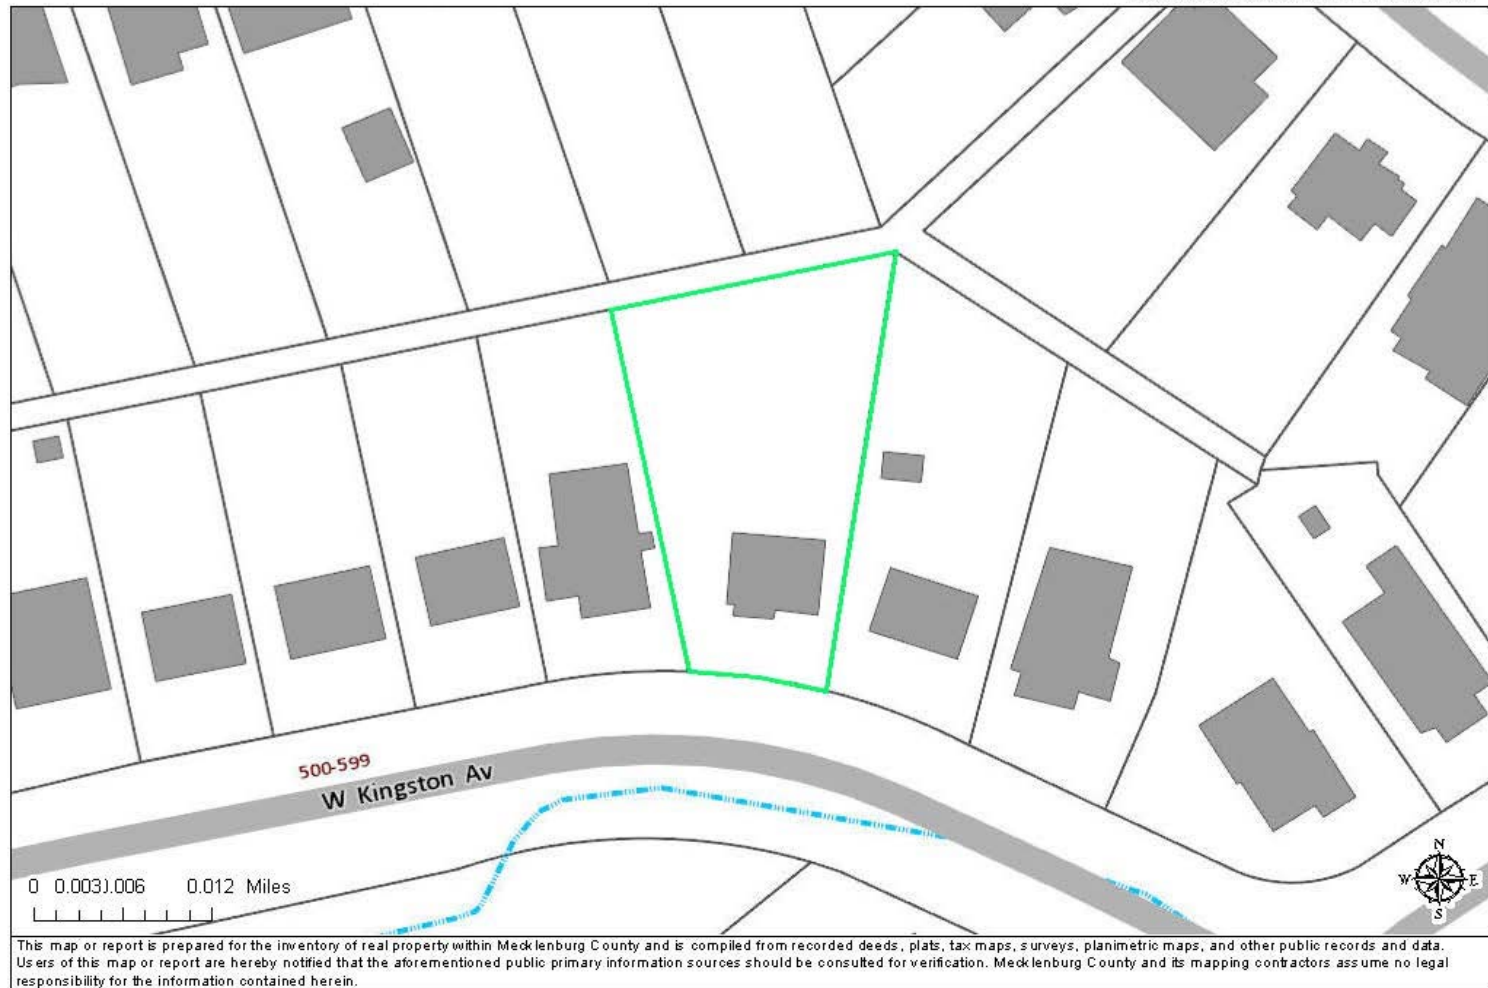 500-599
W Kingston Av
0 0.003).006 0.012 Miles
N
W E
S
This map or report is prepared for the inventory of real property within Mecklenburg County and is compiled from recorded deeds, plats, tax maps, surveys, planimetric maps, and other public records and data.
Users of this map or report are hereby notified that the aforementioned public primary information sources should be consulted for verification. Mecklenburg County and its mapping contractors assume no legal
responsibility for the information contained herein.